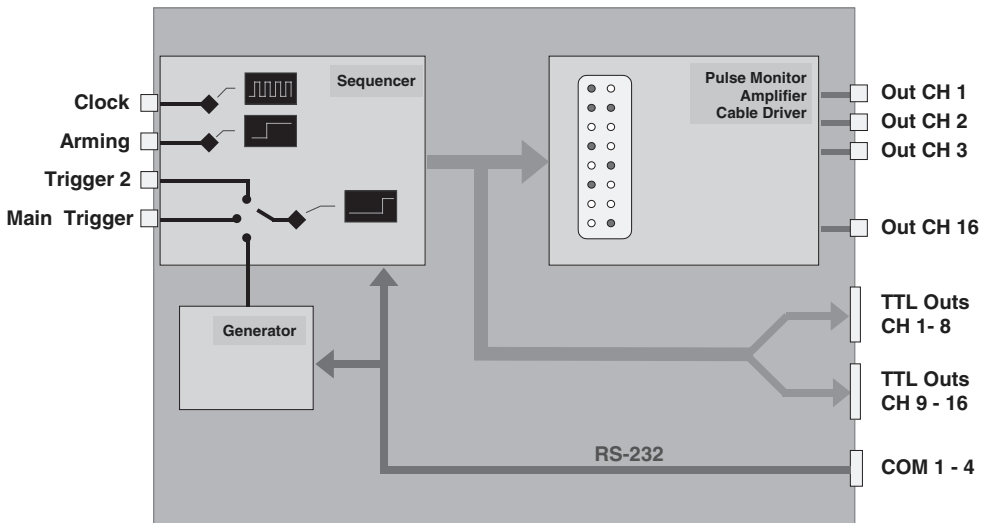 Clock
Arming
Trigger 2
Main Trigger
Sequencer
Generator
Pulse Monitor
Amplifier
Cable Driver
Out CH 1
Out CH 2
Out CH 3
Out CH 16
TTL Outs
CH 1- 8
TTL Outs
CH 9 - 16
RS-232
COM 1 - 4